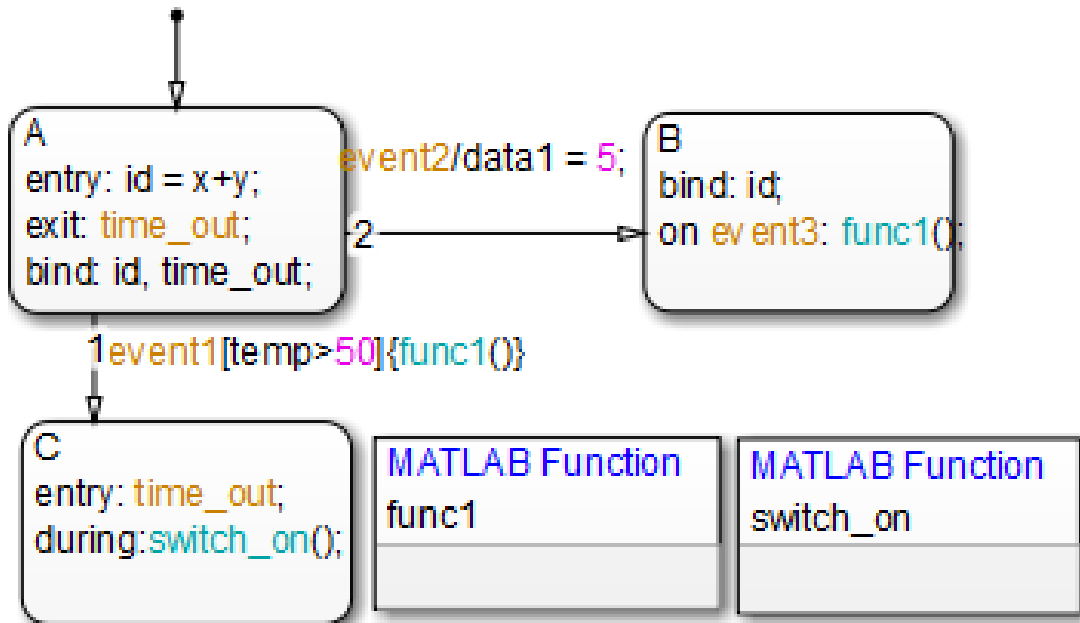 A
entry: id = x+y;
exit: time_out;
bind: id, time_out;
event2/data1 = 5;
2
B
bind: id;
on event3: func1();
1event1[temp>50]{func1()}
C
entry: time_out;
during:switch_on();
MATLAB Function
func1
MATLAB Function
switch_on